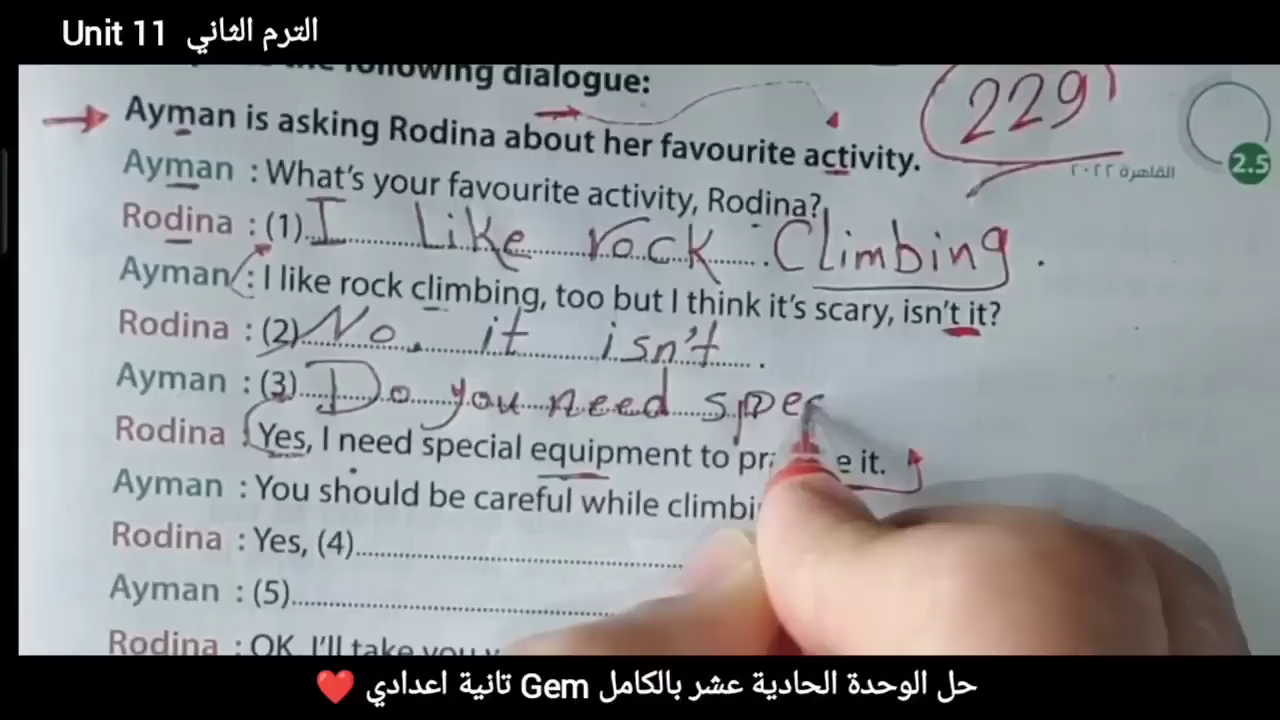 Unit 11 الترم الثاني
the following dialogue:
229
Ayman is asking Rodina about her favourite activity.
2.5
القاهرة ٢٠٢٢
Ayman : What's your favourite activity, Rodina?
Rodina : (1) I Like rock Climbing.
Ayman : I like rock climbing, too but I think it's scary, isn't it?
Rodina : (2) No, it isn't.
Ayman : (3) Do you need spec
Rodina : Yes, I need special equipment to pr e it.
Ayman : You should be careful while climbi
Rodina : Yes, (4)
Ayman : (5)
Rodina : OK, I'll take you
حل الوحدة الحادية عشر بالكامل Gem تانية اعدادي ❤️